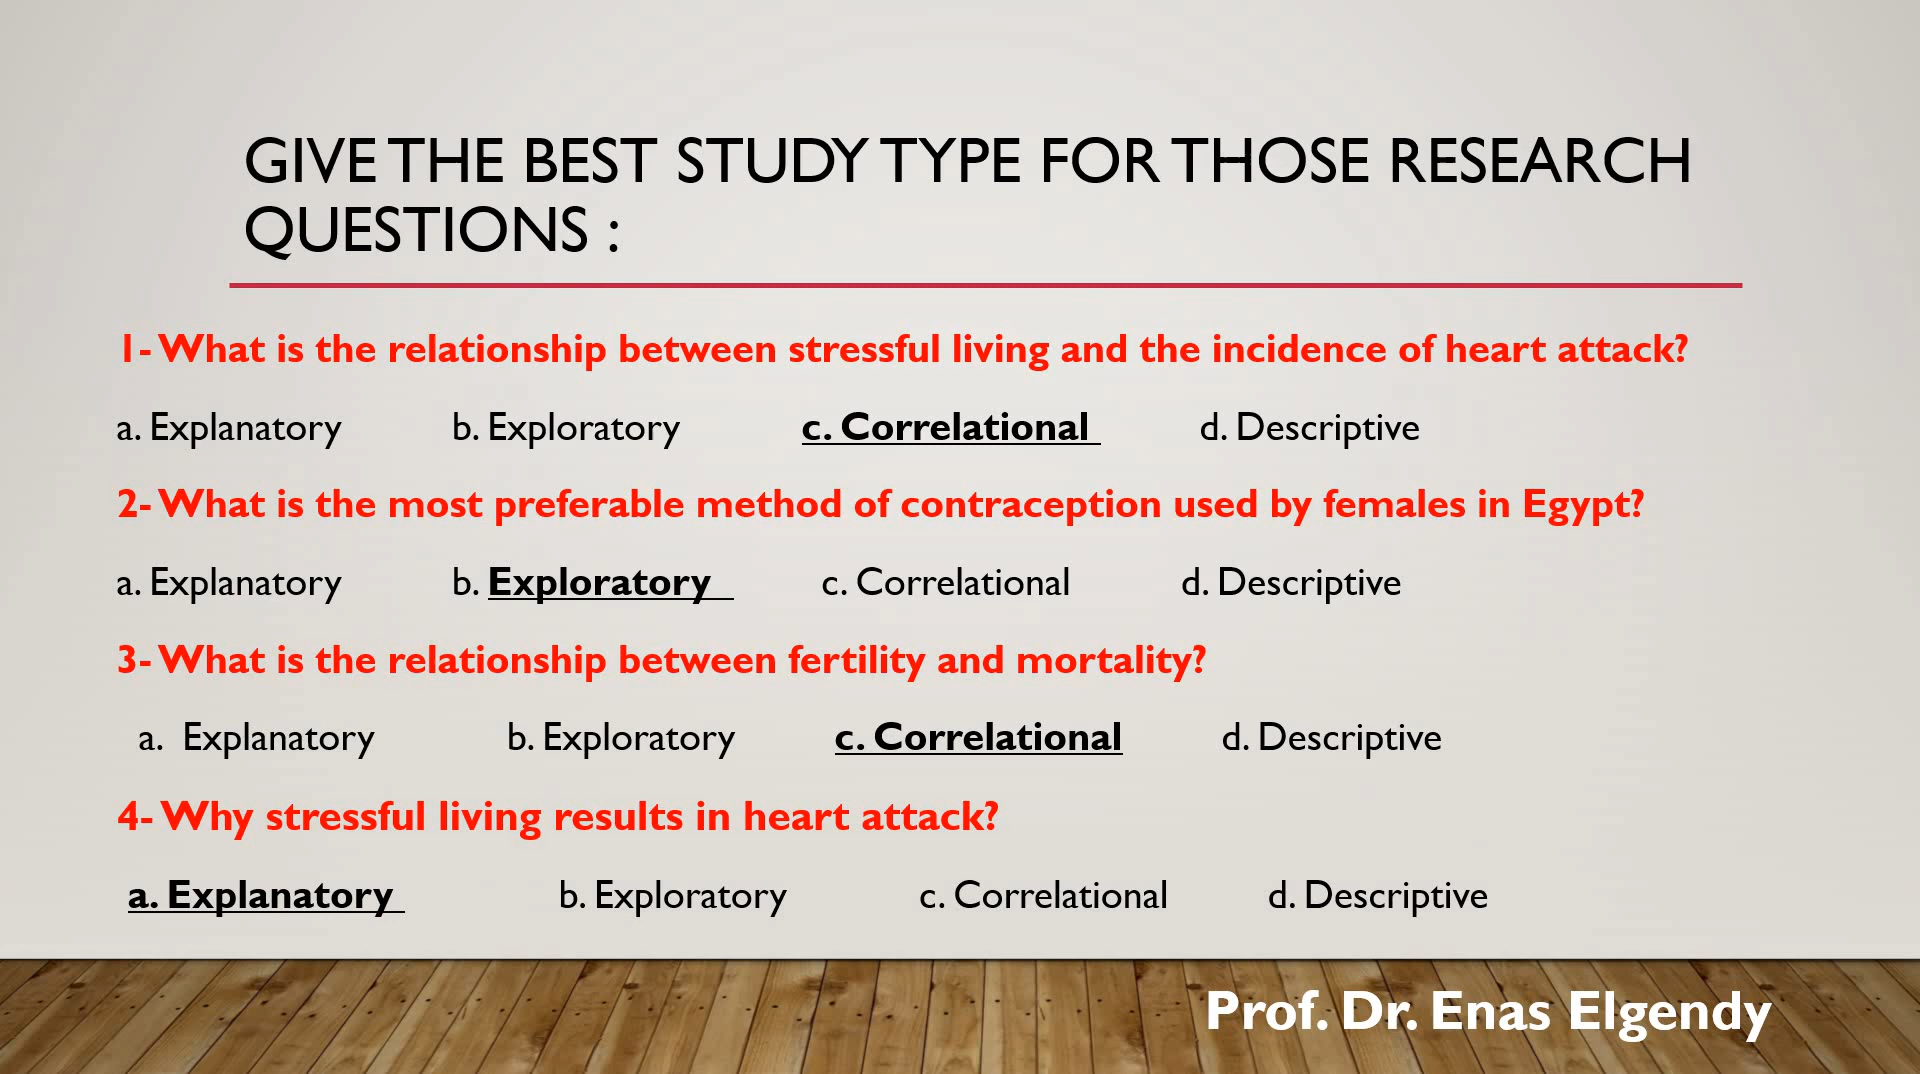 GIVE THE BEST STUDY TYPE FOR THOSE RESEARCH
QUESTIONS :
1- What is the relationship between stressful living and the incidence of heart attack?
a. Explanatory b. Exploratory c. Correlational d. Descriptive
2- What is the most preferable method of contraception used by females in Egypt?
a. Explanatory b. Exploratory c. Correlational d. Descriptive
3- What is the relationship between fertility and mortality?
a. Explanatory b. Exploratory c. Correlational d. Descriptive
4- Why stressful living results in heart attack?
a. Explanatory b. Exploratory c. Correlational d. Descriptive
Prof. Dr. Enas Elgendy